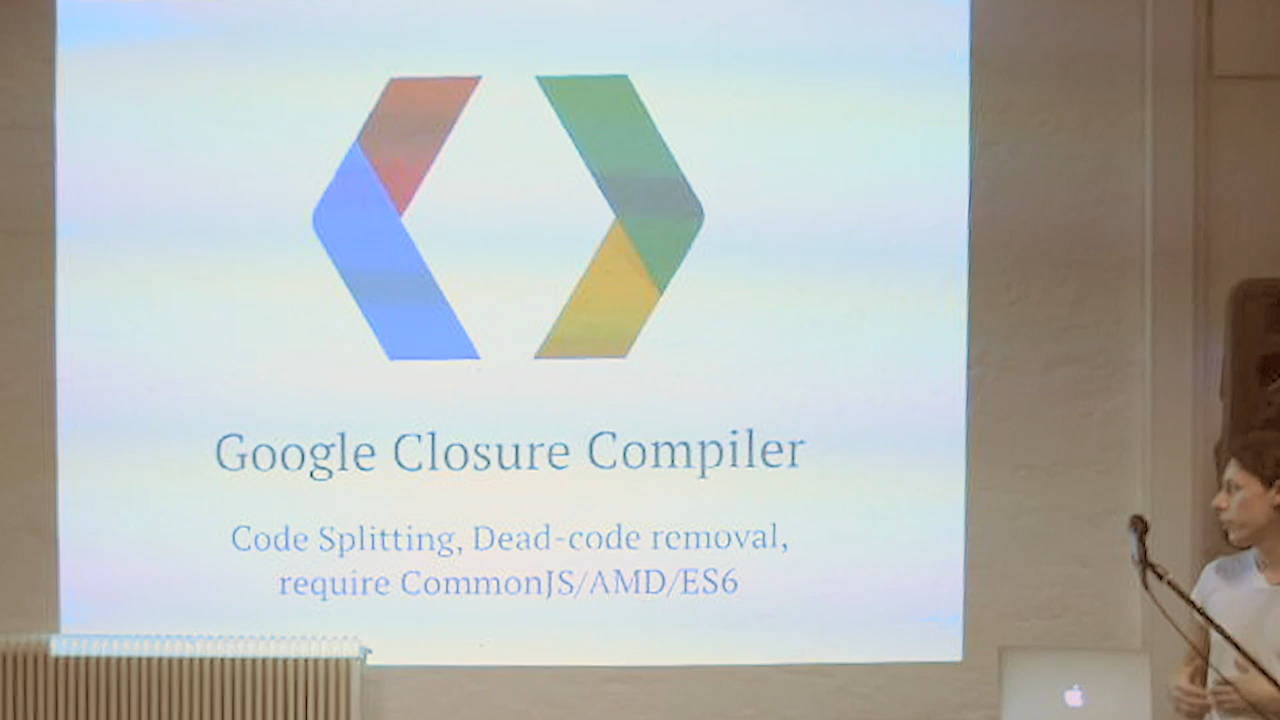 Google Closure Compiler
Code Splitting, Dead-code removal,
require CommonJS/AMD/ES6